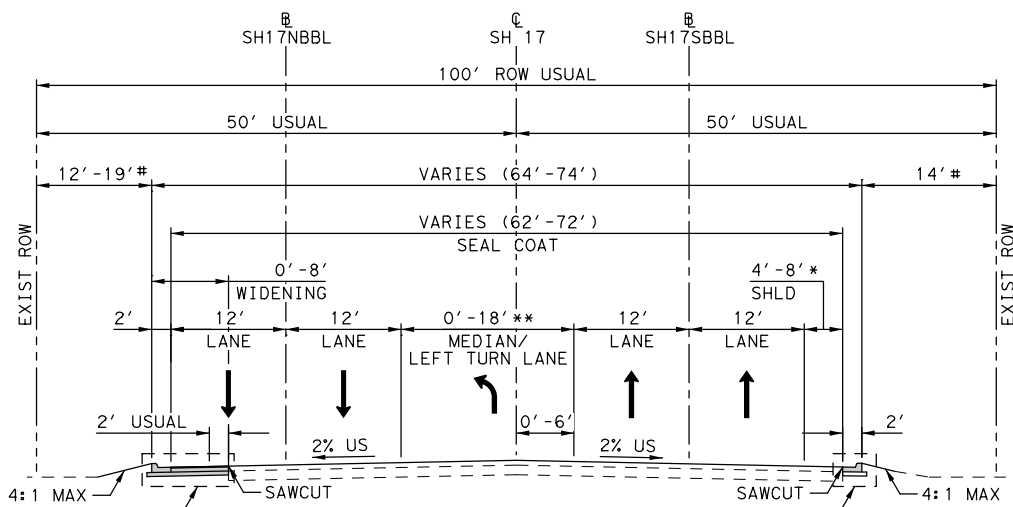 ℄ ℄ ℄
SH17NBBL SH 17 SH17SBBL
100' ROW USUAL
50' USUAL 50' USUAL
12'-19'# VARIES (64'-74') 14'#
VARIES (62'-72')
SEAL COAT
EXIST ROW
EXIST ROW
0'-8'
WIDENING
4'-8'*
SHLD
2' 12' 12' 0'-18'** 12' 12'
LANE LANE MEDIAN/ LANE LANE
LEFT TURN LANE
2' USUAL 0'-6' 2'
2% US 2% US
4:1 MAX SAWCUT SAWCUT 4:1 MAX